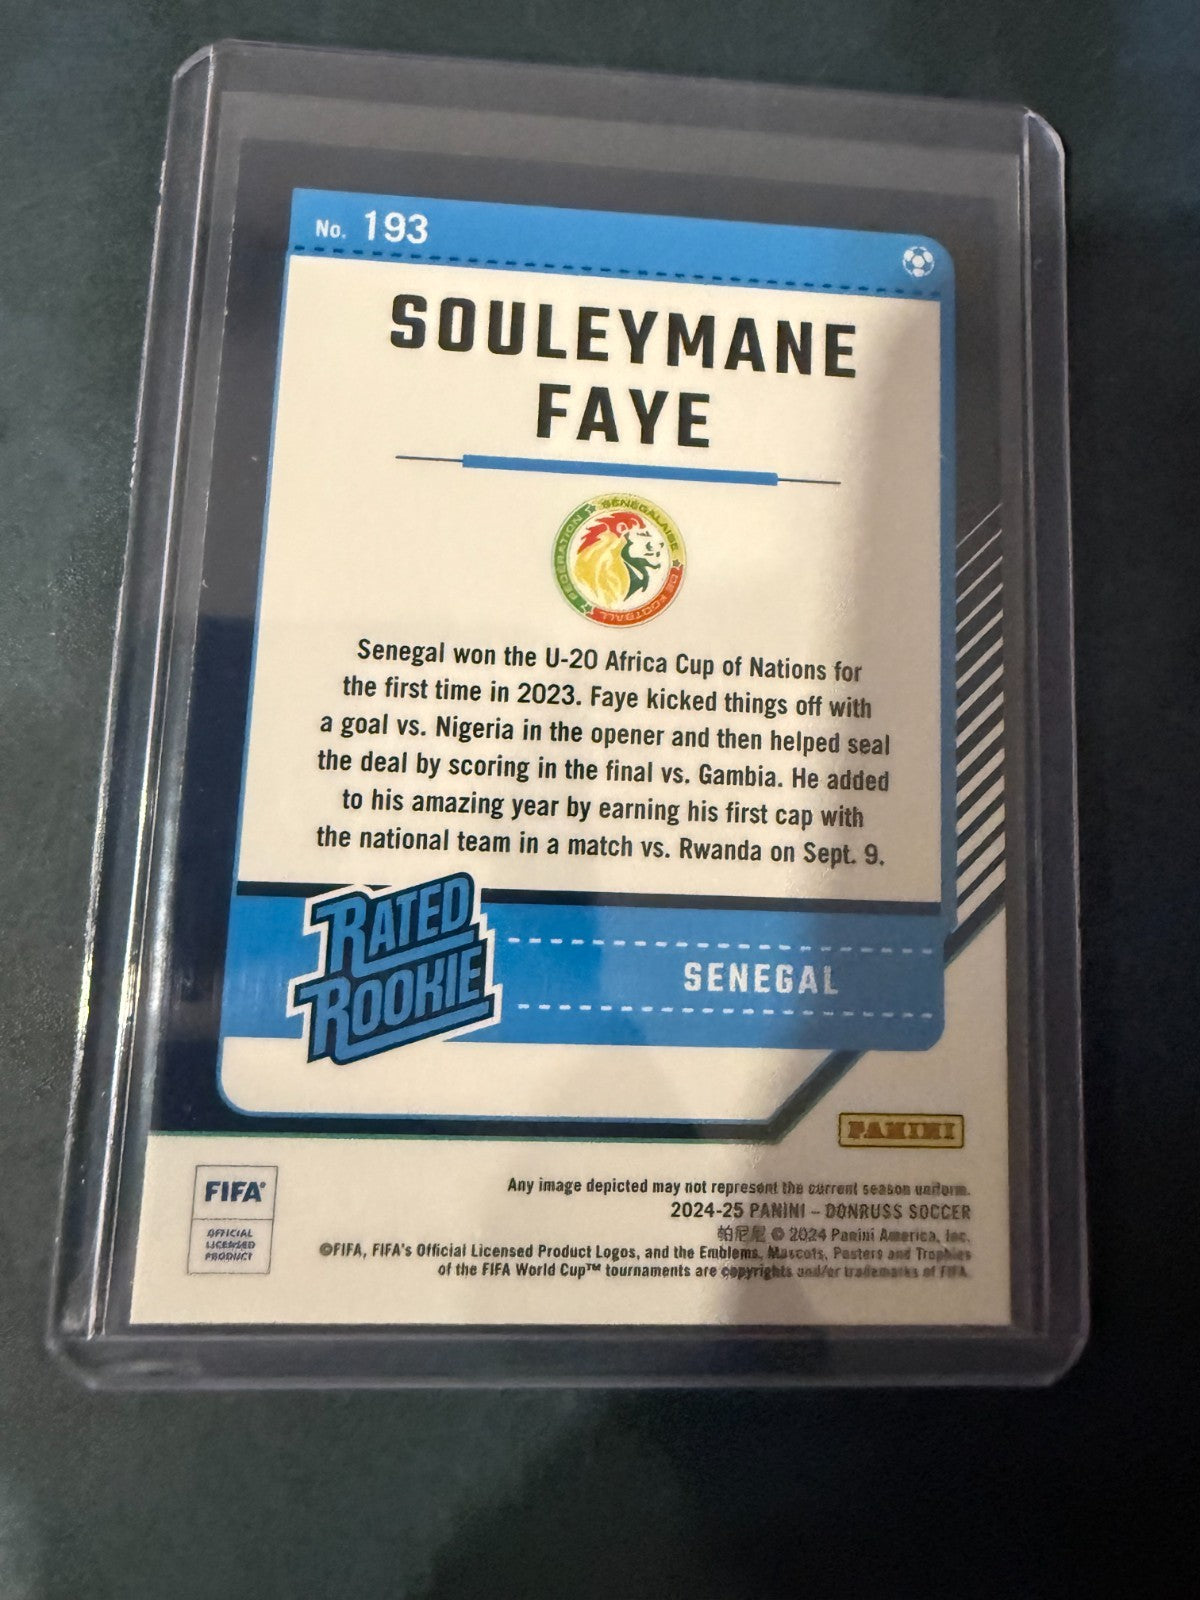 No. 193
SOULEYMANE
FAYE
FEDERATION SENEGALAISE DE FOOTBALL
Senegal won the U-20 Africa Cup of Nations for
the first time in 2023. Faye kicked things off with
a goal vs. Nigeria in the opener and then helped seal
the deal by scoring in the final vs. Gambia. He added
to his amazing year by earning his first cap with
the national team in a match vs. Rwanda on Sept. 9.
RATED
ROOKIE
SENEGAL
PANINI
FIFA®
OFFICIAL
LICENSED
PRODUCT
Any image depicted may not represent the current season uniform.
2024-25 PANINI – DONRUSS SOCCER
帕尼尼 © 2024 Panini America, Inc.
©FIFA, FIFA's Official Licensed Product Logos, and the Emblems, Mascots, Posters and Trophies
of the FIFA World Cup™ tournaments are copyrights and/or trademarks of FIFA.